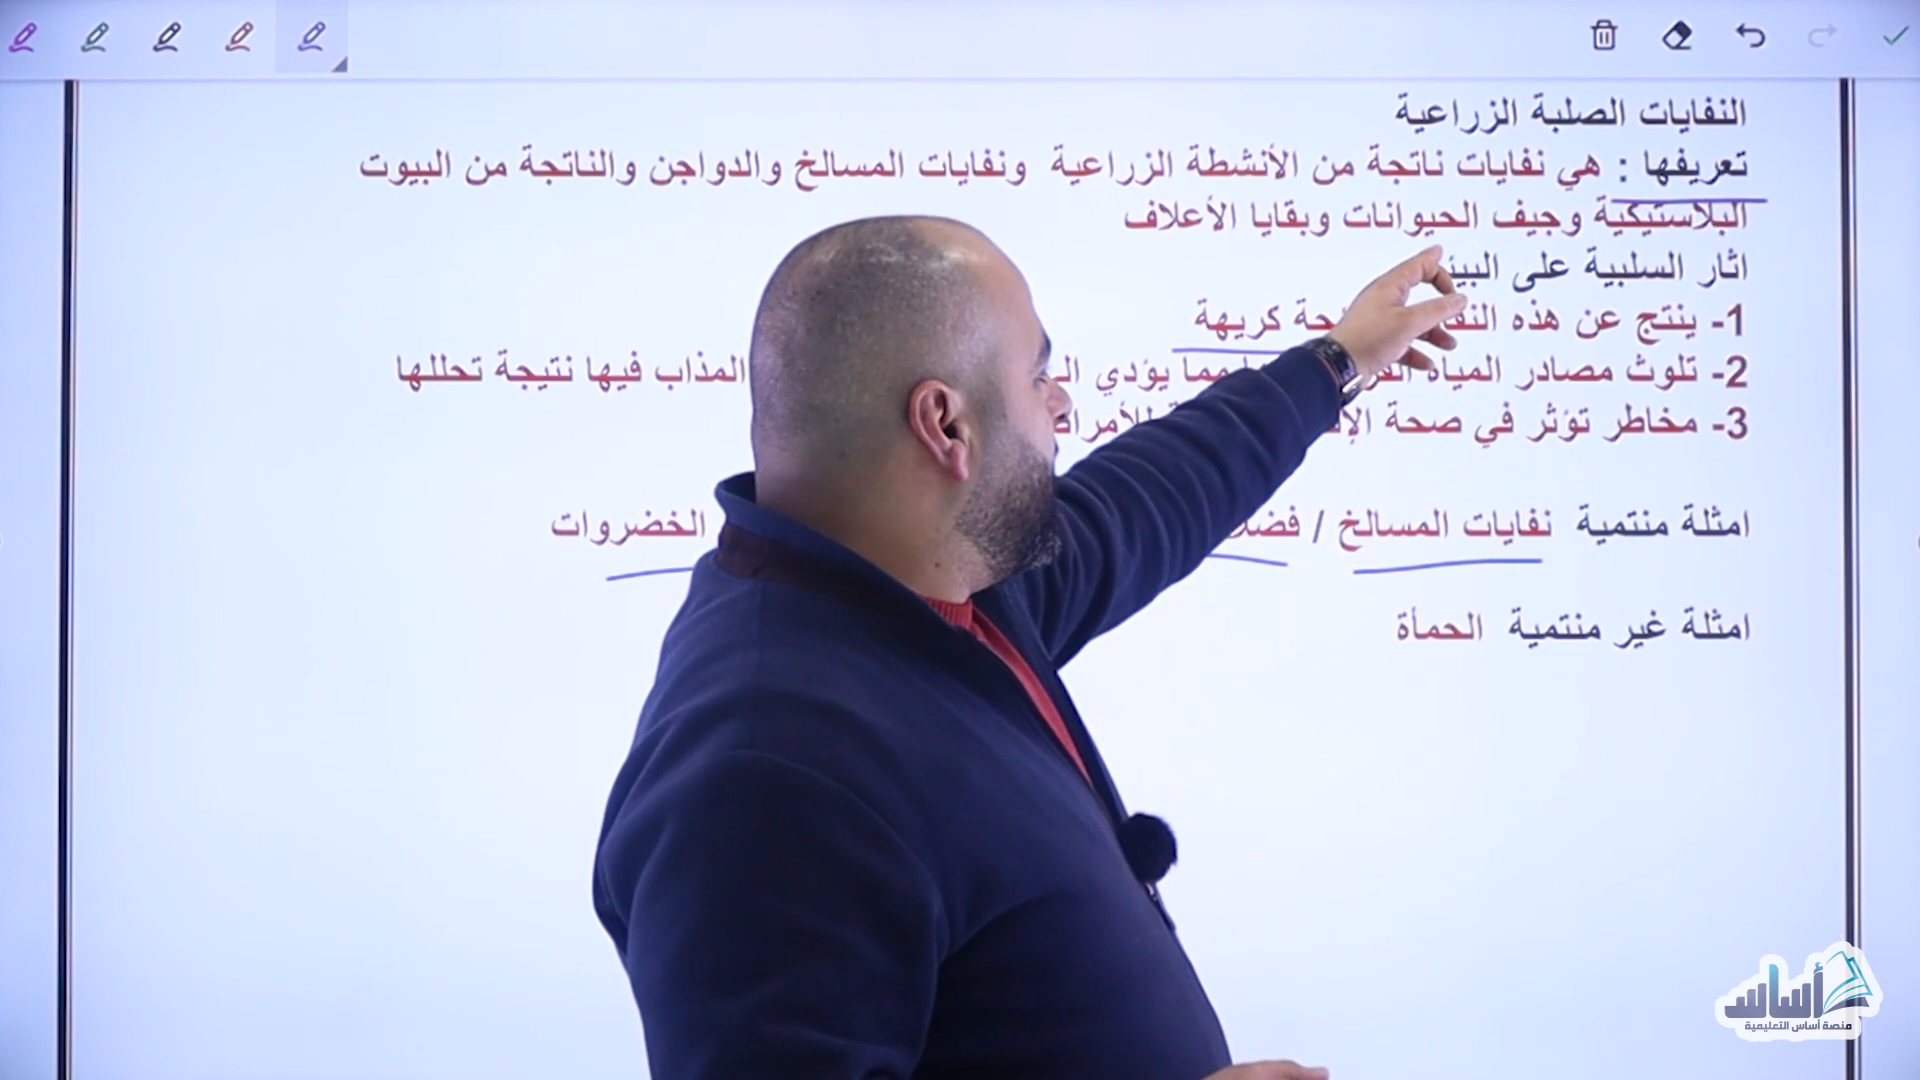 النفايات الصلبة الزراعية
تعريفها : هي نفايات ناتجة من الأنشطة الزراعية ونفايات المسالخ والدواجن والناتجة من البيوت
البلاستيكية وجيف الحيوانات وبقايا الأعلاف
اثار السلبية على
1- ينتج عن هذه كريهة
2- تلوث مصادر المياه مما يؤدي المذاب فيها نتيجة تحللها
3- مخاطر تؤثر في صحة
امثلة منتمية نفايات المسالخ / الخضروات
امثلة غير منتمية الحمأة
أساس
منصة أساس التعليمية